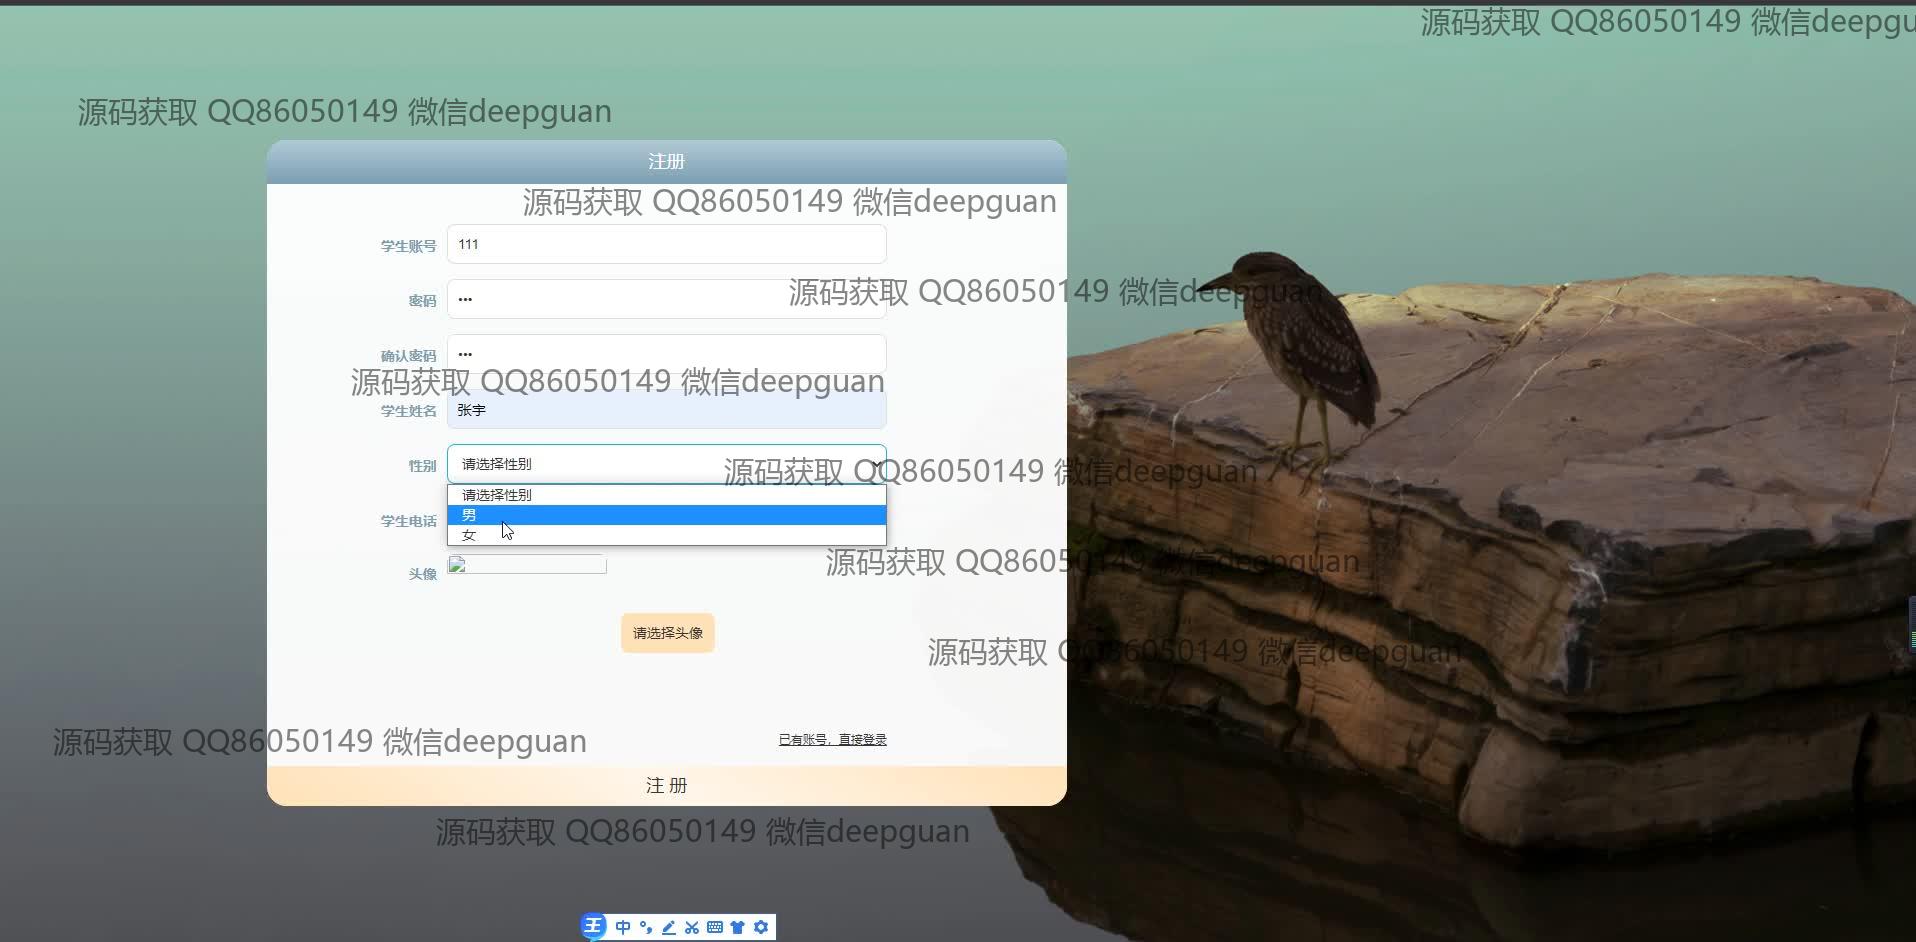 源码获取 QQ86050149 微信deepgu
源码获取 QQ86050149 微信deepguan
注册
源码获取 QQ86050149 微信deepguan
学生账号 111
源码获取 QQ86050149 微信deepguan
密码 •••
确认密码 •••
源码获取 QQ86050149 微信deepguan
学生姓名 张宇
性别 请选择性别
源码获取 QQ86050149 微信deepguan
请选择性别
男
学生电话
女
源码获取 QQ86050149 微信deepguan
头像
请选择头像
源码获取 QQ86050149 微信deepguan
源码获取 QQ86050149 微信deepguan
已有账号，直接登录
注 册
源码获取 QQ86050149 微信deepguan
王 中